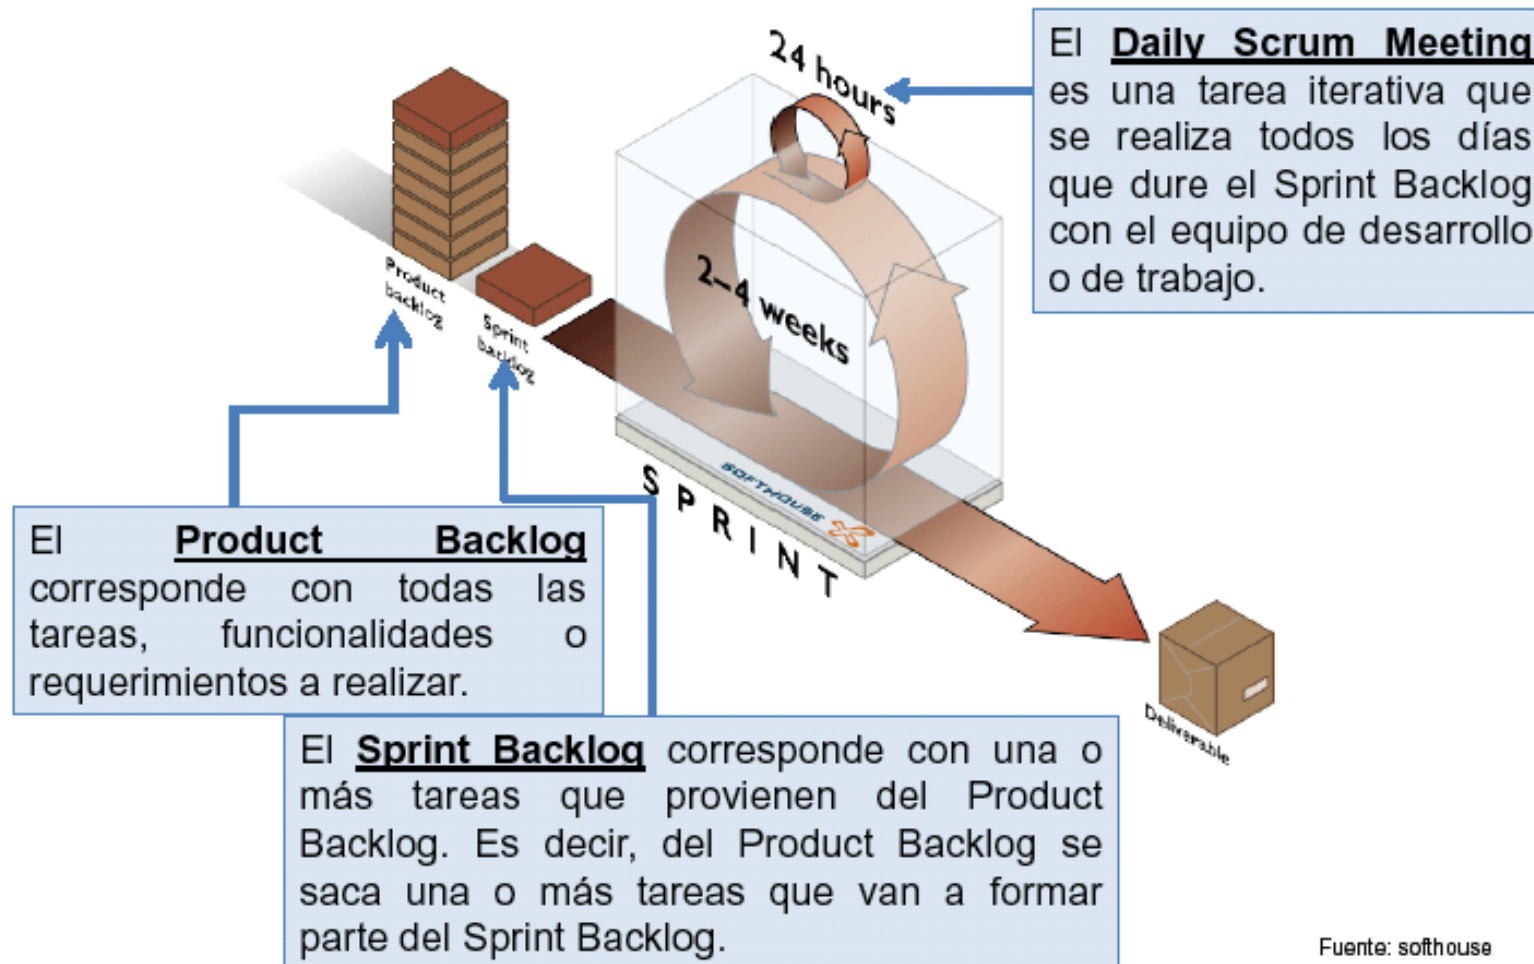 24 hours
El Daily Scrum Meeting
es una tarea iterativa que
se realiza todos los días
que dure el Sprint Backlog
con el equipo de desarrollo
o de trabajo.
Product
backlog
Sprint
backlog
2–4 weeks
SOFTHOUSE
SPRINT
El Product Backlog
corresponde con todas las
tareas, funcionalidades o
requerimientos a realizar.
Deliverable
El Sprint Backlog corresponde con una o
más tareas que provienen del Product
Backlog. Es decir, del Product Backlog se
saca una o más tareas que van a formar
parte del Sprint Backlog.
Fuente: softhouse